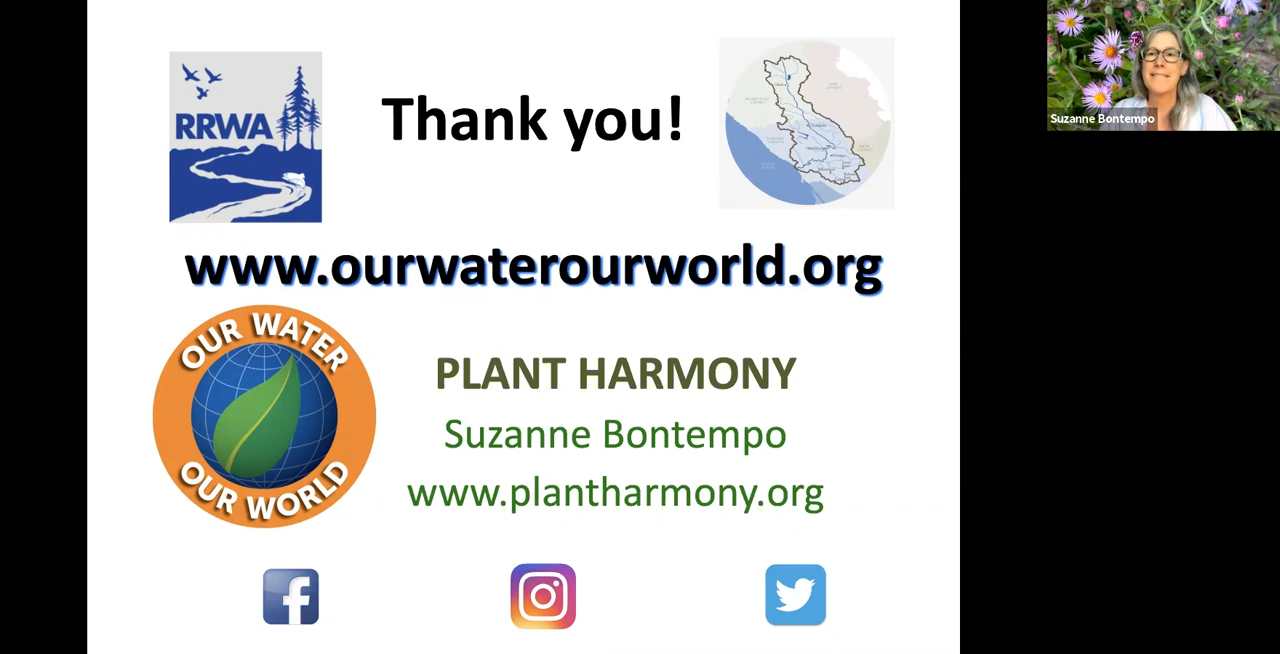 RRWA
Thank you!
www.ourwaterourworld.org
OUR WATER
OUR WORLD
PLANT HARMONY
Suzanne Bontempo
www.plantharmony.org
Suzanne Bontempo